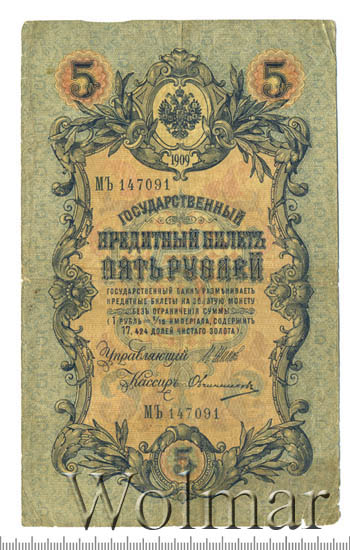 5 5
1909
МЪ 147091
ГОСУДАРСТВЕННЫЙ
КРЕДИТНЫЙ БИЛЕТЪ
ПЯТЬ РУБЛЕЙ
ГОСУДАРСТВЕННЫЙ БАНКЪ РАЗМѢНИВАЕТЪ
КРЕДИТНЫЕ БИЛЕТЫ НА ЗОЛОТУЮ МОНЕТУ
БЕЗЪ ОГРАНИЧЕНІЯ СУММЫ
(1 РУБЛЬ = 1/15 ИМПЕРІАЛА, СОДЕРЖИТЪ
17,424 ДОЛЕЙ ЧИСТАГО ЗОЛОТА).
Управляющій
Кассиръ Овчинниковъ
МЪ 147091
5
Wolmar